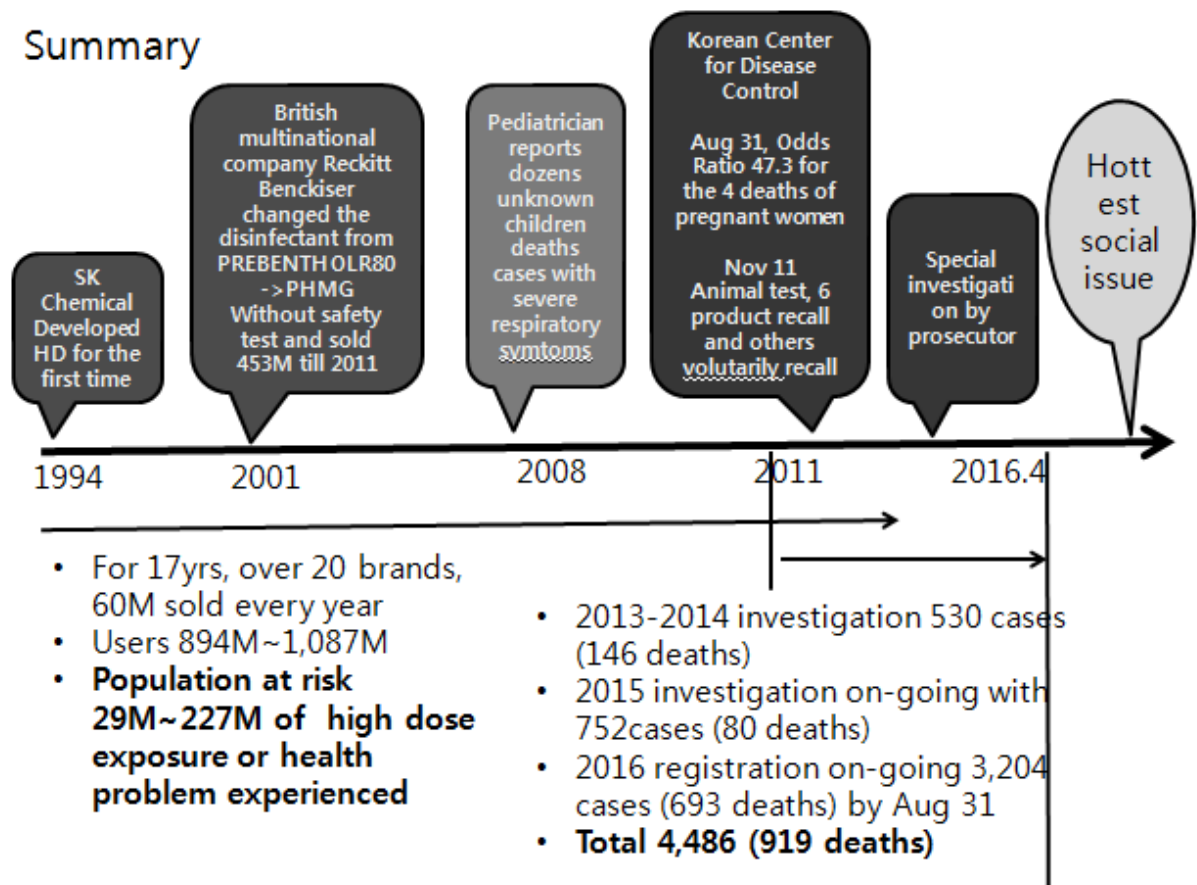 Summary
SK
Chemical
Developed
HD for the
first time
British
multinational
company Reckitt
Benckiser
changed the
disinfectant from
PREBENTHOLR80
->PHMG
Without safety
test and sold
453M till 2011
Pediatrician
reports
dozens
unknown
children
deaths
cases with
severe
respiratory
symtoms
Korean Center
for Disease
Control
Aug 31, Odds
Ratio 47.3 for
the 4 deaths of
pregnant women
Nov 11
Animal test, 6
product recall
and others
volutarily recall
Special
investigati
on by
prosecutor
Hott
est
social
issue
1994
2001
2008
2011
2016.4
• For 17yrs, over 20 brands,
60M sold every year
• Users 894M~1,087M
• Population at risk
29M~227M of high dose
exposure or health
problem experienced
• 2013-2014 investigation 530 cases
(146 deaths)
• 2015 investigation on-going with
752cases (80 deaths)
• 2016 registration on-going 3,204
cases (693 deaths) by Aug 31
• Total 4,486 (919 deaths)